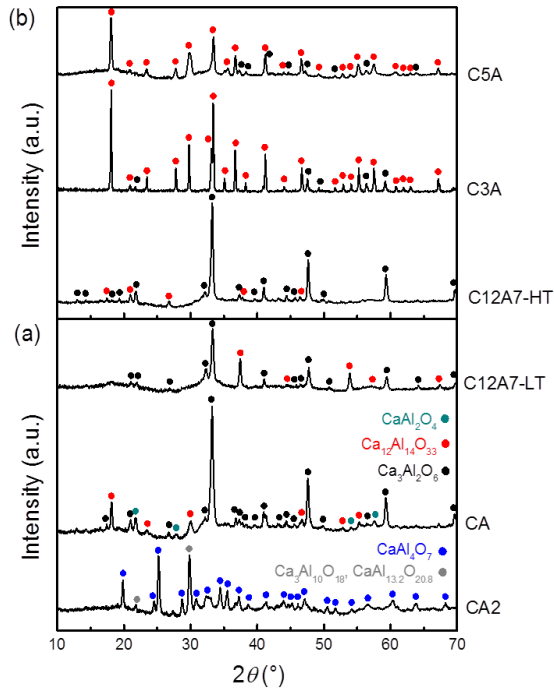 (b)
C5A
C3A
C12A7-HT
Intensity (a.u.)
(a)
C12A7-LT
CaAl2O4
Ca12Al14O33
Ca3Al2O6
CA
CaAl4O7
Ca3Al10O18, CaAl13.2O20.8
CA2
Intensity (a.u.)
10 20 30 40 50 60 70
2θ(°)